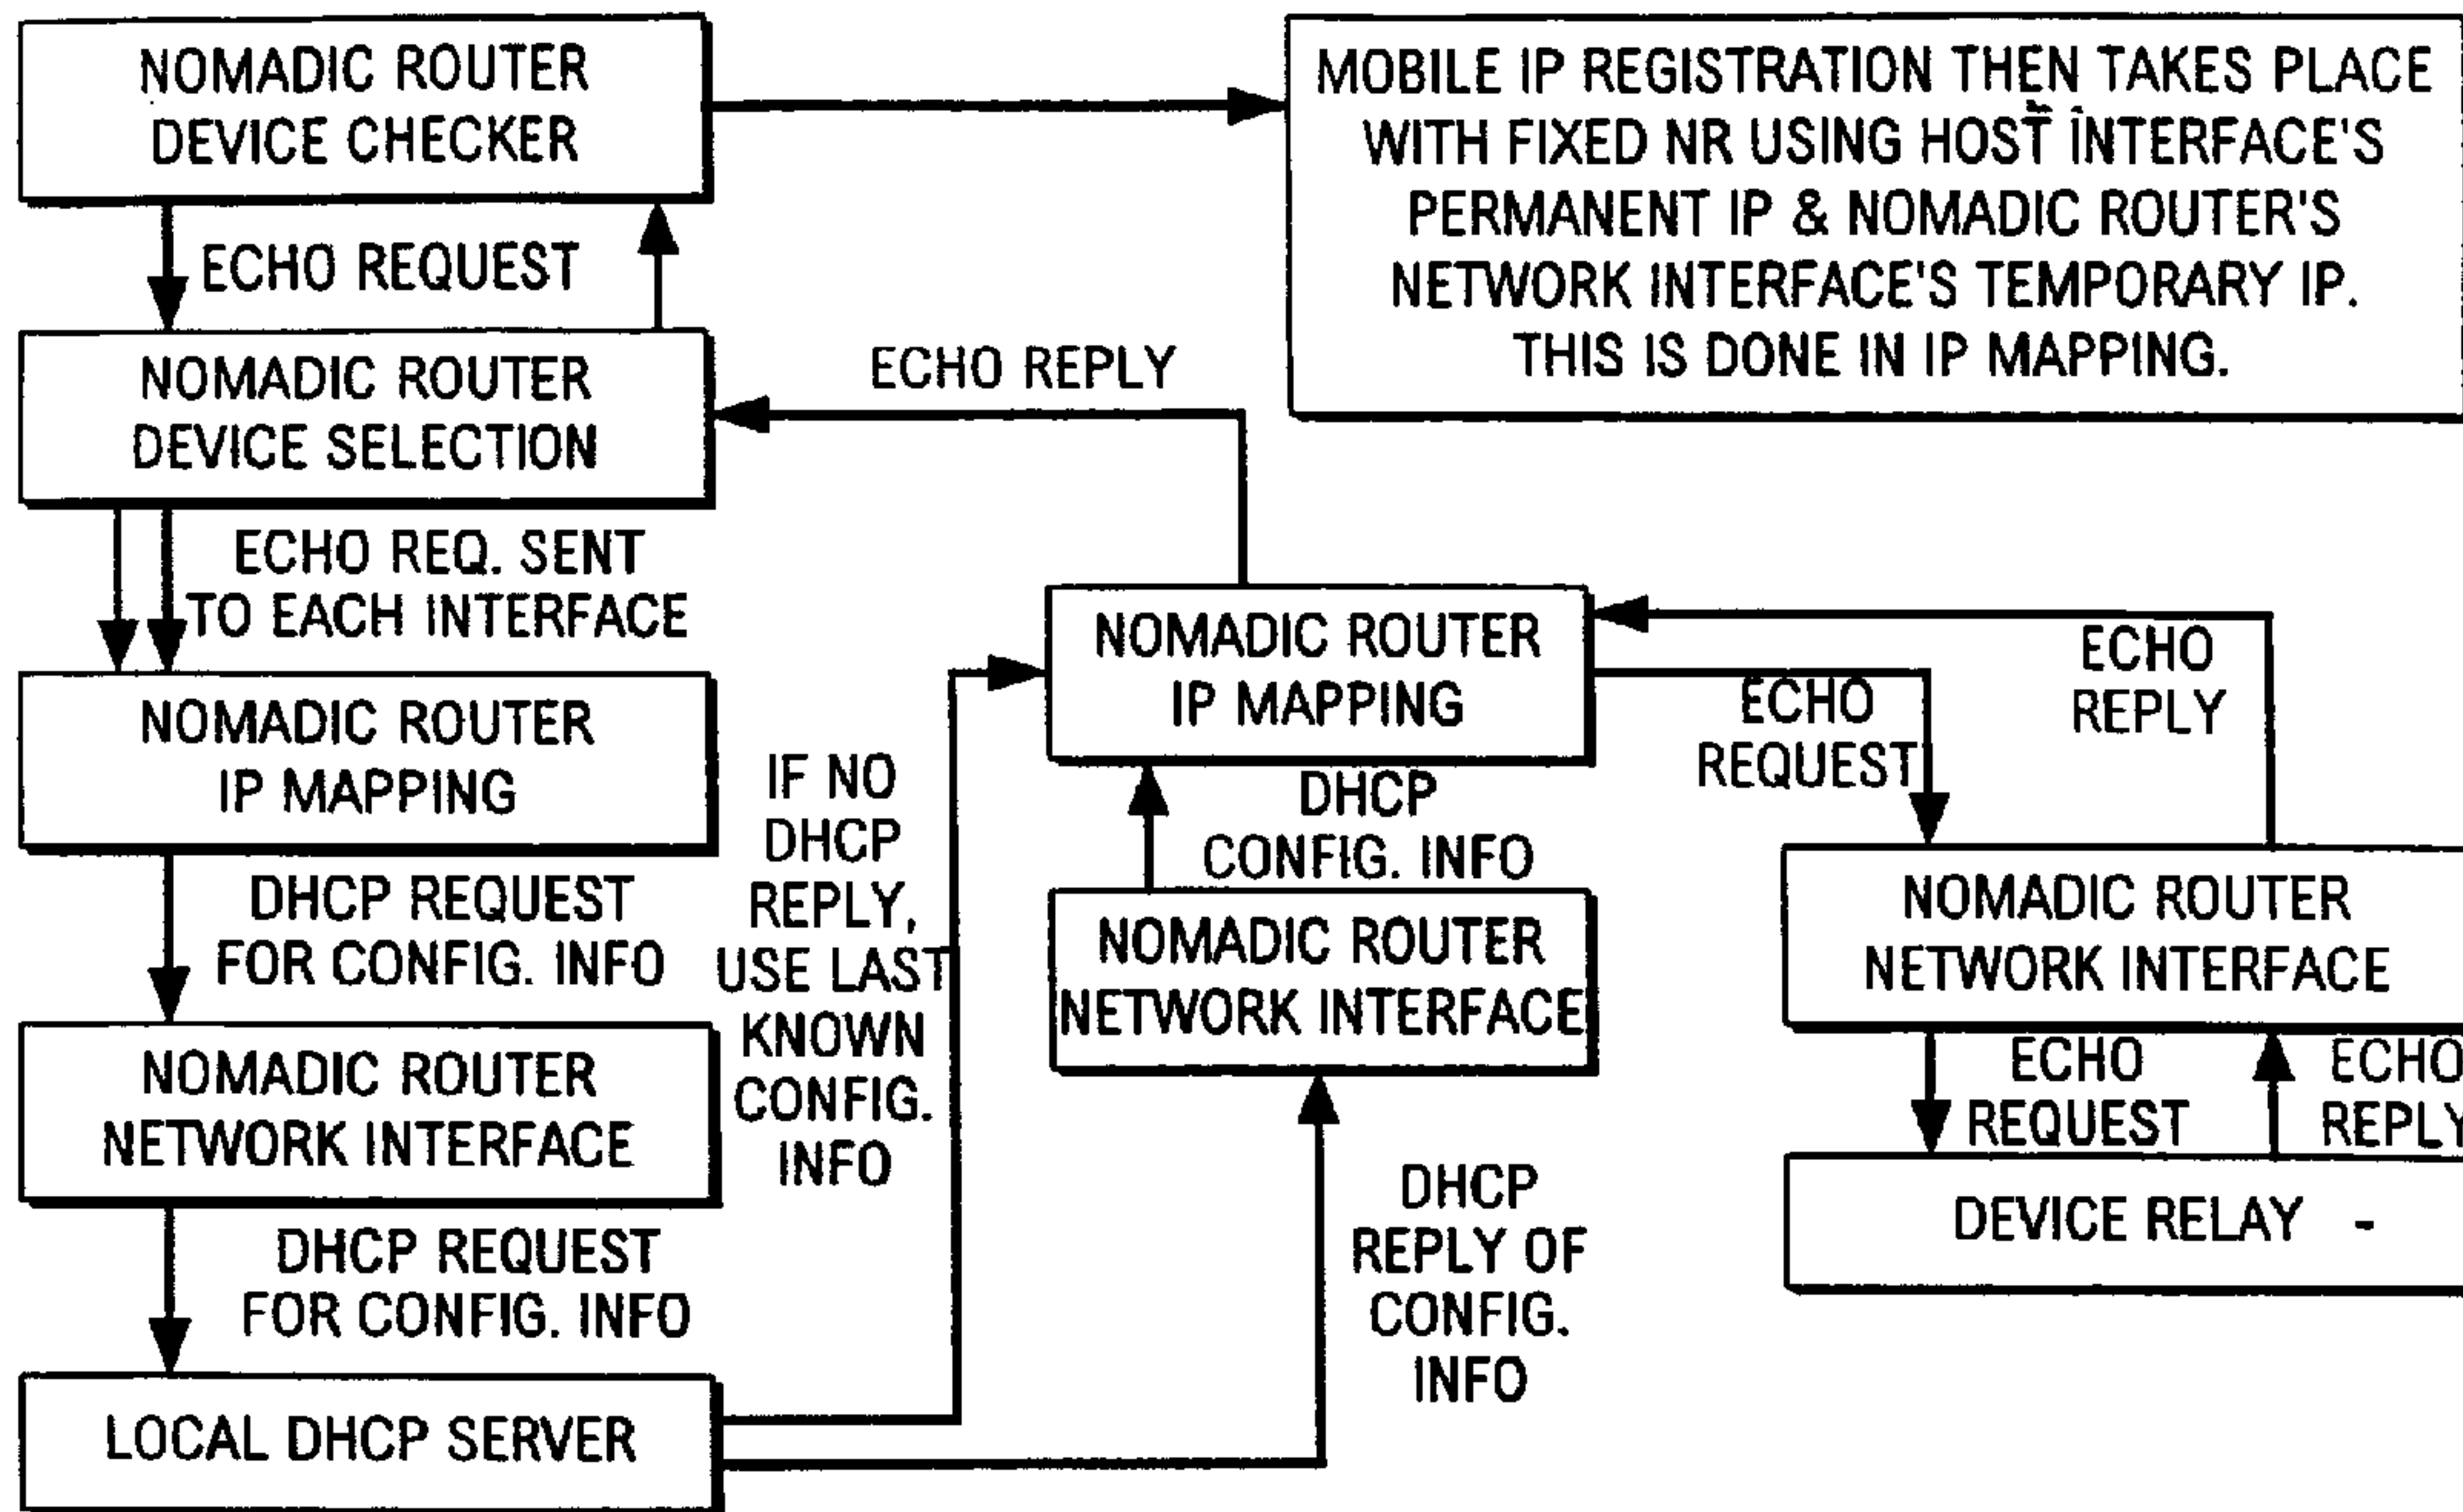 NOMADIC ROUTER
DEVICE CHECKER
MOBILE IP REGISTRATION THEN TAKES PLACE
WITH FIXED NR USING HOST INTERFACE'S
PERMANENT IP & NOMADIC ROUTER'S
NETWORK INTERFACE'S TEMPORARY IP.
THIS IS DONE IN IP MAPPING.
ECHO REQUEST
NOMADIC ROUTER
DEVICE SELECTION
ECHO REPLY
ECHO REQ. SENT
TO EACH INTERFACE
NOMADIC ROUTER
IP MAPPING
DHCP REQUEST
FOR CONFIG. INFO
NOMADIC ROUTER
NETWORK INTERFACE
DHCP REQUEST
FOR CONFIG. INFO
LOCAL DHCP SERVER
IF NO
DHCP
REPLY,
USE LAST
KNOWN
CONFIG.
INFO
NOMADIC ROUTER
IP MAPPING
DHCP
CONFIG. INFO
NOMADIC ROUTER
NETWORK INTERFACE
DHCP
REPLY OF
CONFIG.
INFO
ECHO
REQUEST
ECHO
REPLY
NOMADIC ROUTER
NETWORK INTERFACE
ECHO
REQUEST
ECHO
REPLY
DEVICE RELAY -